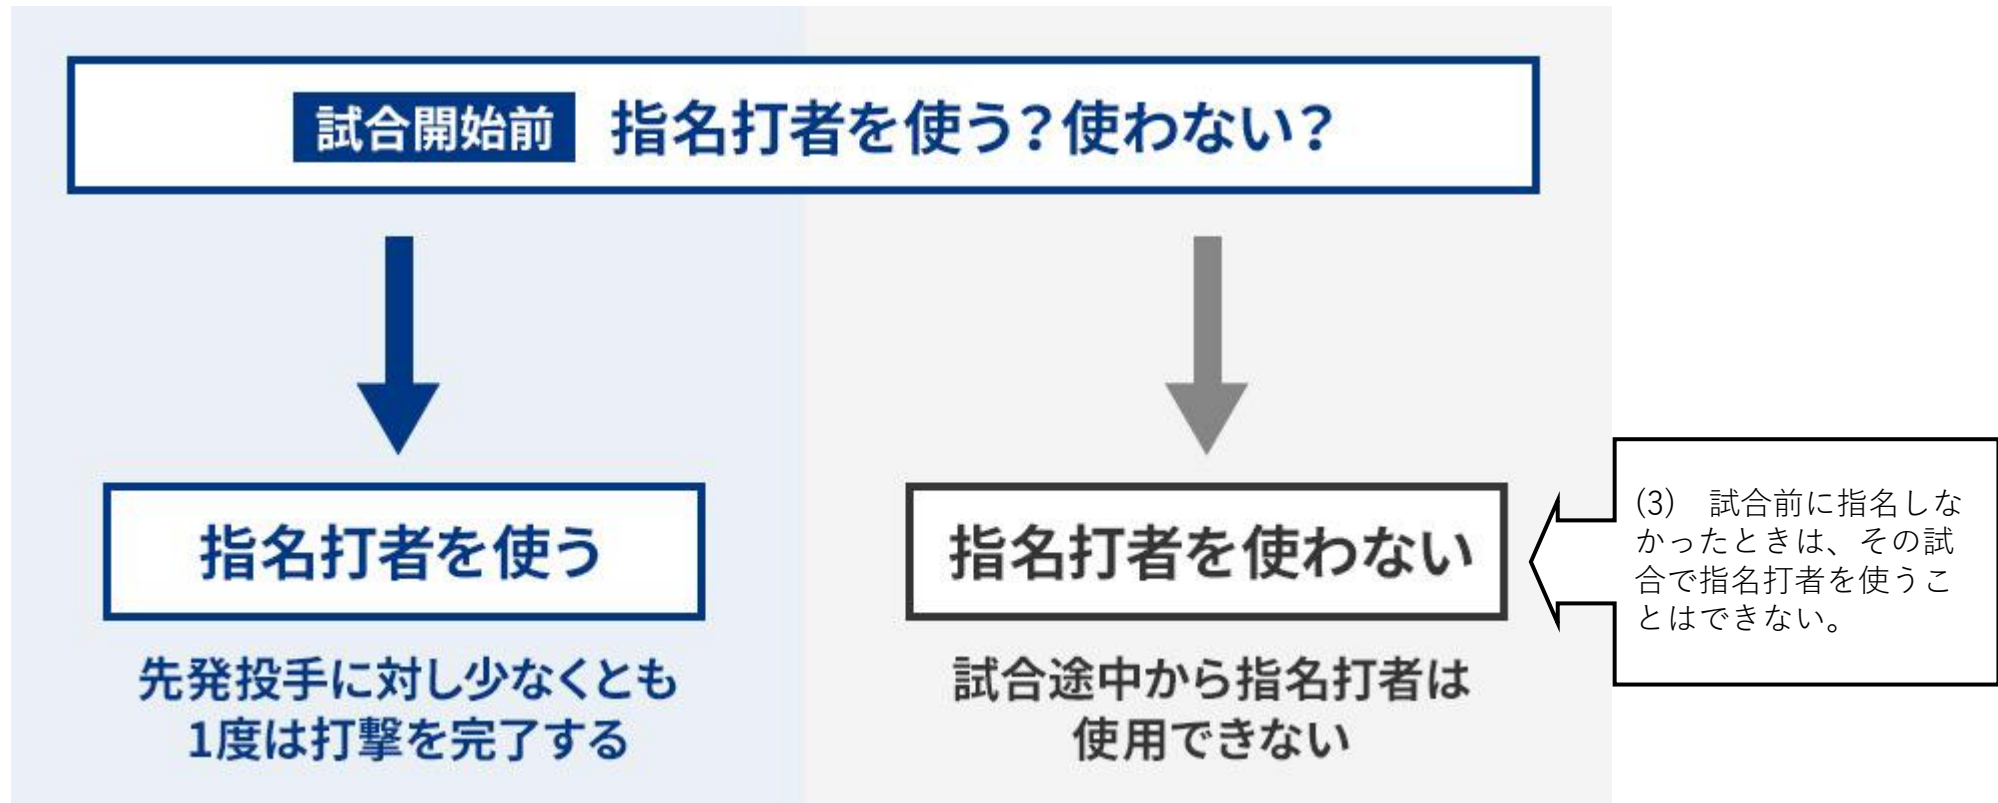 試合開始前 指名打者を使う?使わない?
指名打者を使う
先発投手に対し少なくとも
1度は打撃を完了する
指名打者を使わない
試合途中から指名打者は
使用できない
(3) 試合前に指名しな
かったときは、その試
合で指名打者を使うこ
とはできない。